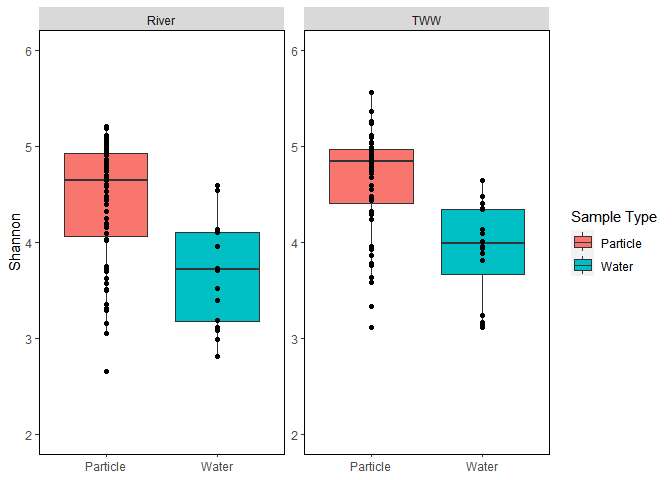 River
TWW
6
5
4
3
2
6
5
4
3
2
Shannon
Particle
Water
Particle
Water
Sample Type
Particle
Water